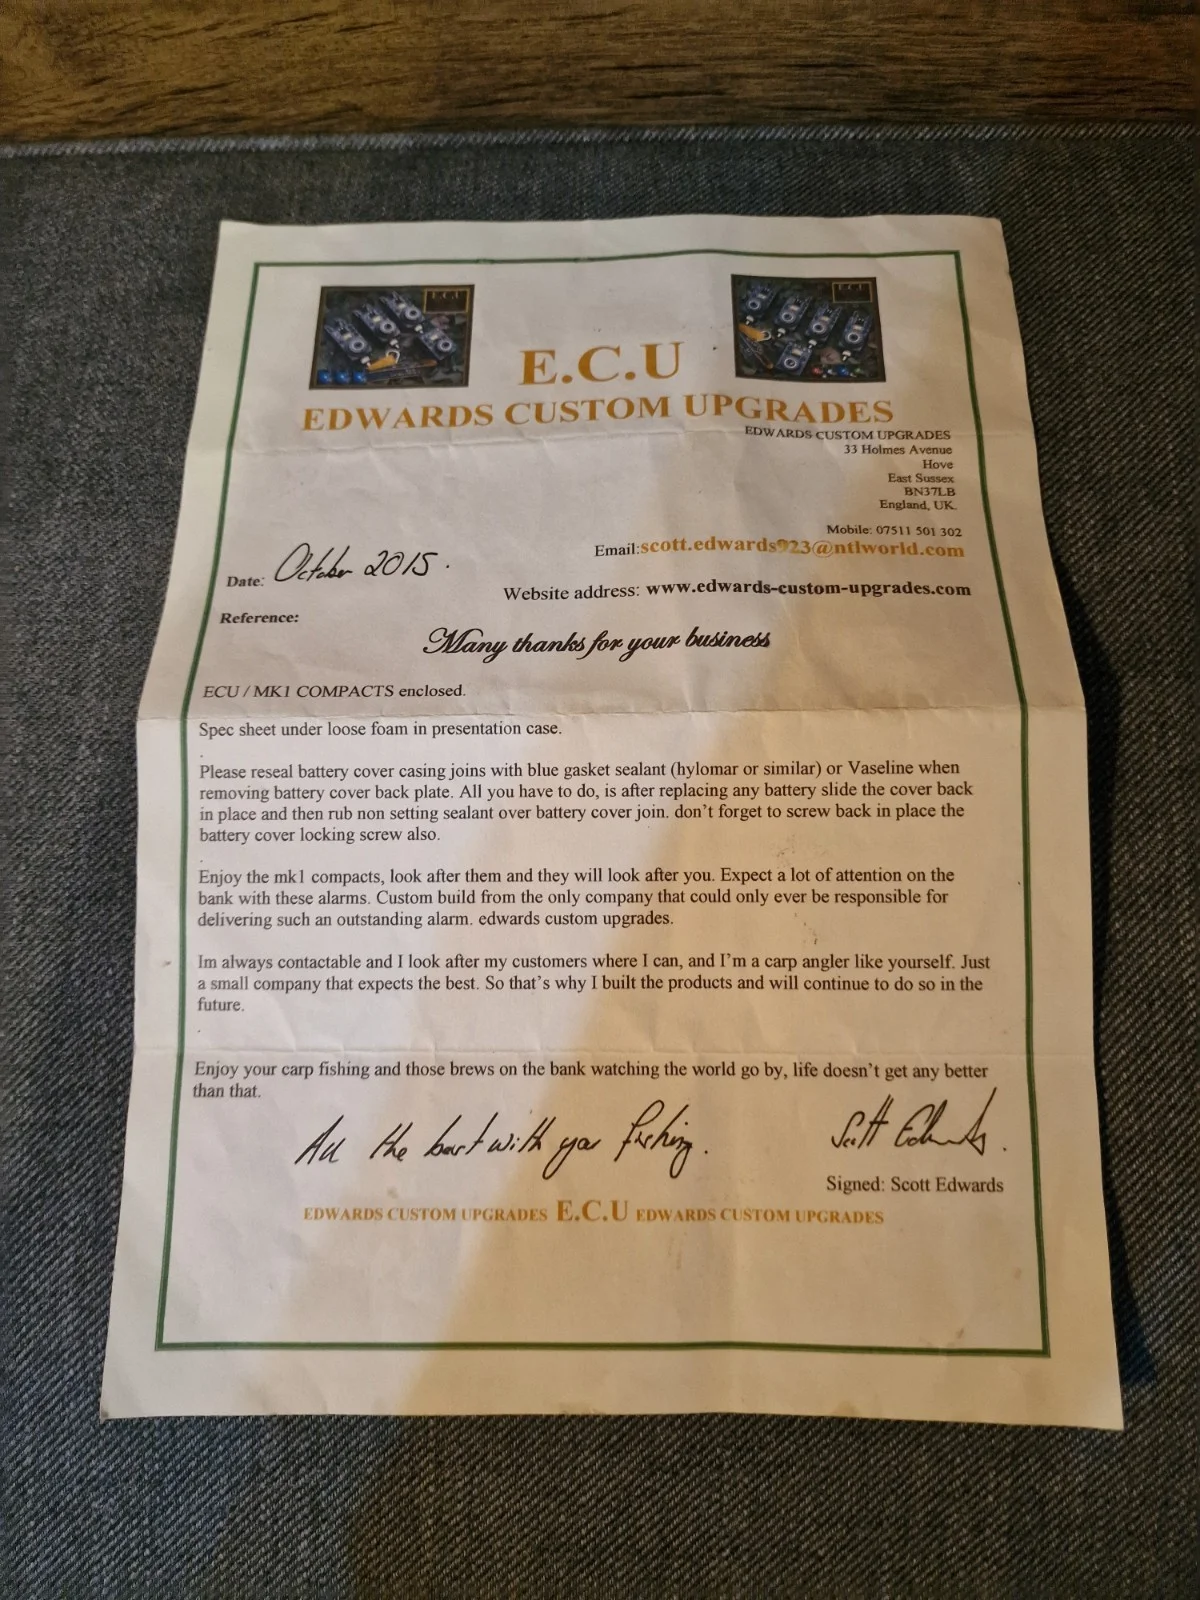 E.C.U
EDWARDS CUSTOM UPGRADES
EDWARDS CUSTOM UPGRADES
33 Holmes Avenue
Hove
East Sussex
BN37LB
England, UK.
Mobile: 07511 501 302
Email:scott.edwards923@ntlworld.com
Date: October 2015.
Website address: www.edwards-custom-upgrades.com
Reference:
Many thanks for your business
ECU / MK1 COMPACTS enclosed.
Spec sheet under loose foam in presentation case.
.
Please reseal battery cover casing joins with blue gasket sealant (hylomar or similar) or Vaseline when
removing battery cover back plate. All you have to do, is after replacing any battery slide the cover back
in place and then rub non setting sealant over battery cover join. don't forget to screw back in place the
battery cover locking screw also.
.
Enjoy the mk1 compacts, look after them and they will look after you. Expect a lot of attention on the
bank with these alarms. Custom build from the only company that could only ever be responsible for
delivering such an outstanding alarm. edwards custom upgrades.
Im always contactable and I look after my customers where I can, and I'm a carp angler like yourself. Just
a small company that expects the best. So that's why I built the products and will continue to do so in the
future.
.
Enjoy your carp fishing and those brews on the bank watching the world go by, life doesn't get any better
than that.
All the best with your fishing.
Scott Edwards.
Signed: Scott Edwards
EDWARDS CUSTOM UPGRADES E.C.U EDWARDS CUSTOM UPGRADES